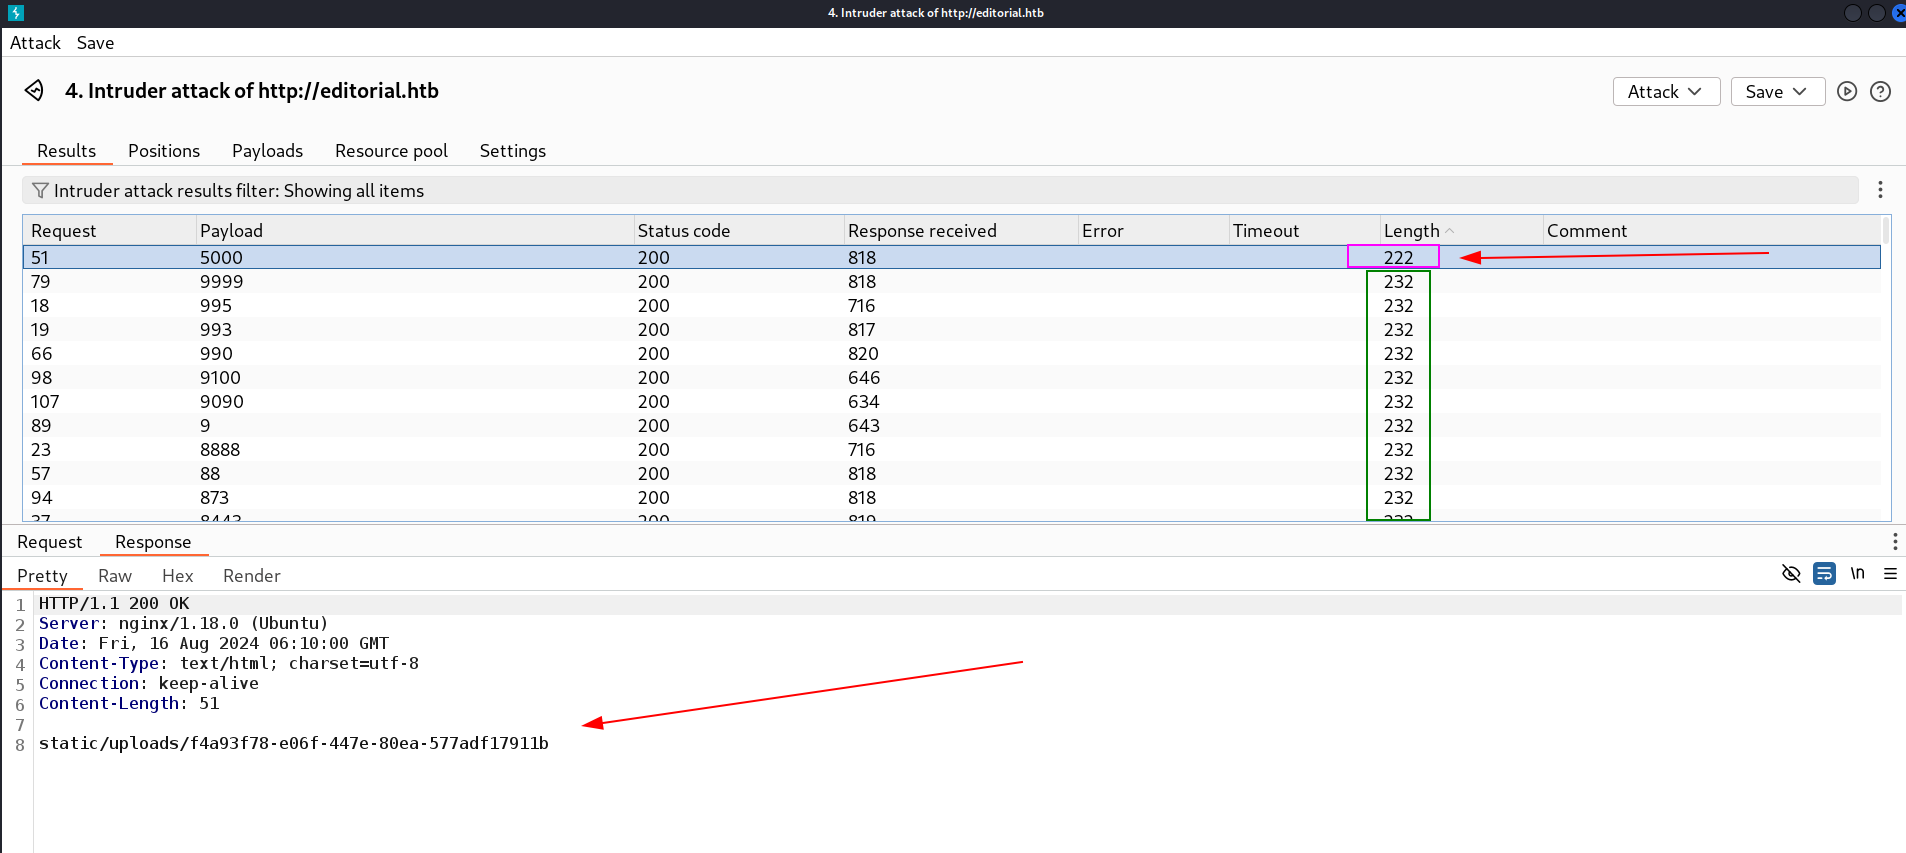 4. Intruder attack of http://editorial.htb
Attack Save
4. Intruder attack of http://editorial.htb
Attack Save
Results Positions Payloads Resource pool Settings
Intruder attack results filter: Showing all items
Request Payload Status code Response received Error Timeout Length Comment
51 5000 200 818 222
79 9999 200 818 232
18 995 200 716 232
19 993 200 817 232
66 990 200 820 232
98 9100 200 646 232
107 9090 200 634 232
89 9 200 643 232
23 8888 200 716 232
57 88 200 818 232
94 873 200 818 232
37 8443 200 819 232
Request Response
Pretty Raw Hex Render \n
1 HTTP/1.1 200 OK
2 Server: nginx/1.18.0 (Ubuntu)
3 Date: Fri, 16 Aug 2024 06:10:00 GMT
4 Content-Type: text/html; charset=utf-8
5 Connection: keep-alive
6 Content-Length: 51
7
8 static/uploads/f4a93f78-e06f-447e-80ea-577adf17911b